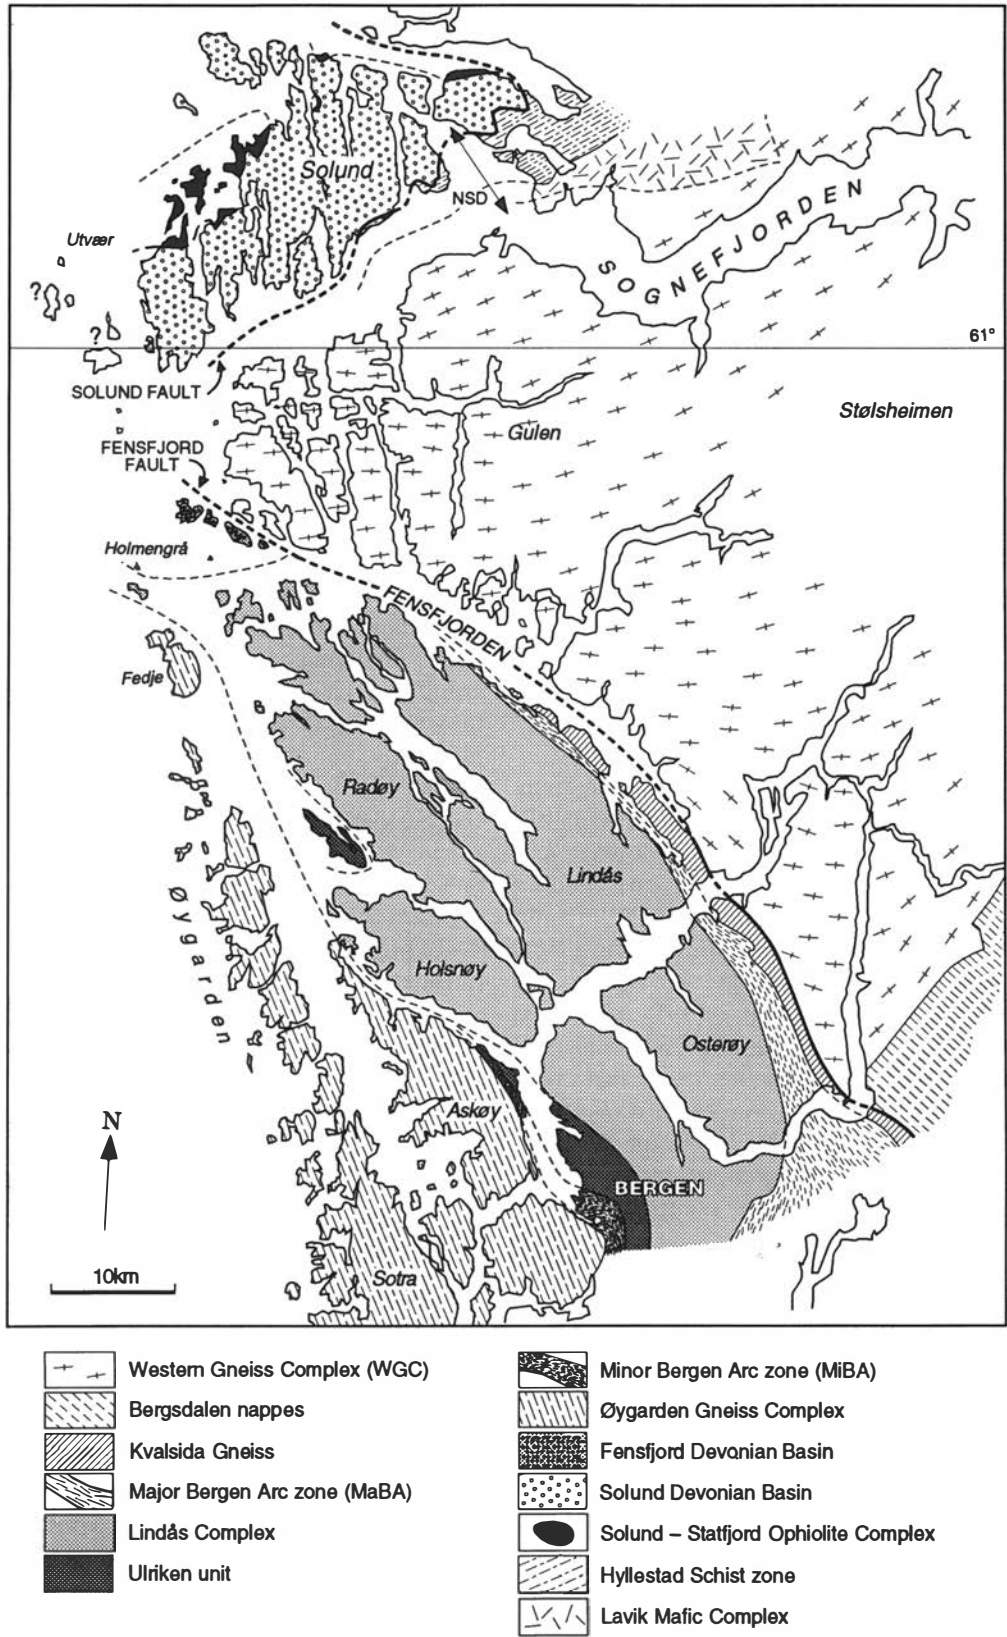 Solund
NSD
SOGNEFJORDEN
Utvær
?
?
61°
SOLUND FAULT
Stølsheimen
Gulen
FENSFJORD
FAULT
Holmengrå
FENSFJORDEN
Fedje
Radøy
Lindås
Øygarden
Holsnøy
Osterøy
N
Askøy
BERGEN
10km
Sotra
Western Gneiss Complex (WGC)
Bergsdalen nappes
Kvalsida Gneiss
Major Bergen Arc zone (MaBA)
Lindås Complex
Ulriken unit
Minor Bergen Arc zone (MiBA)
Øygarden Gneiss Complex
Fensfjord Devonian Basin
Solund Devonian Basin
Solund – Statfjord Ophiolite Complex
Hyllestad Schist zone
Lavik Mafic Complex